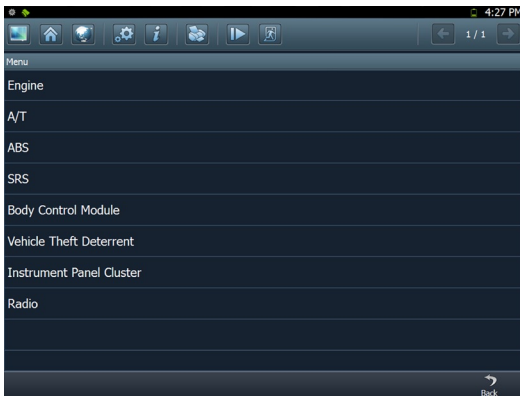 4:27 PM
1 / 1
Menu
Engine
A/T
ABS
SRS
Body Control Module
Vehicle Theft Deterrent
Instrument Panel Cluster
Radio
Back